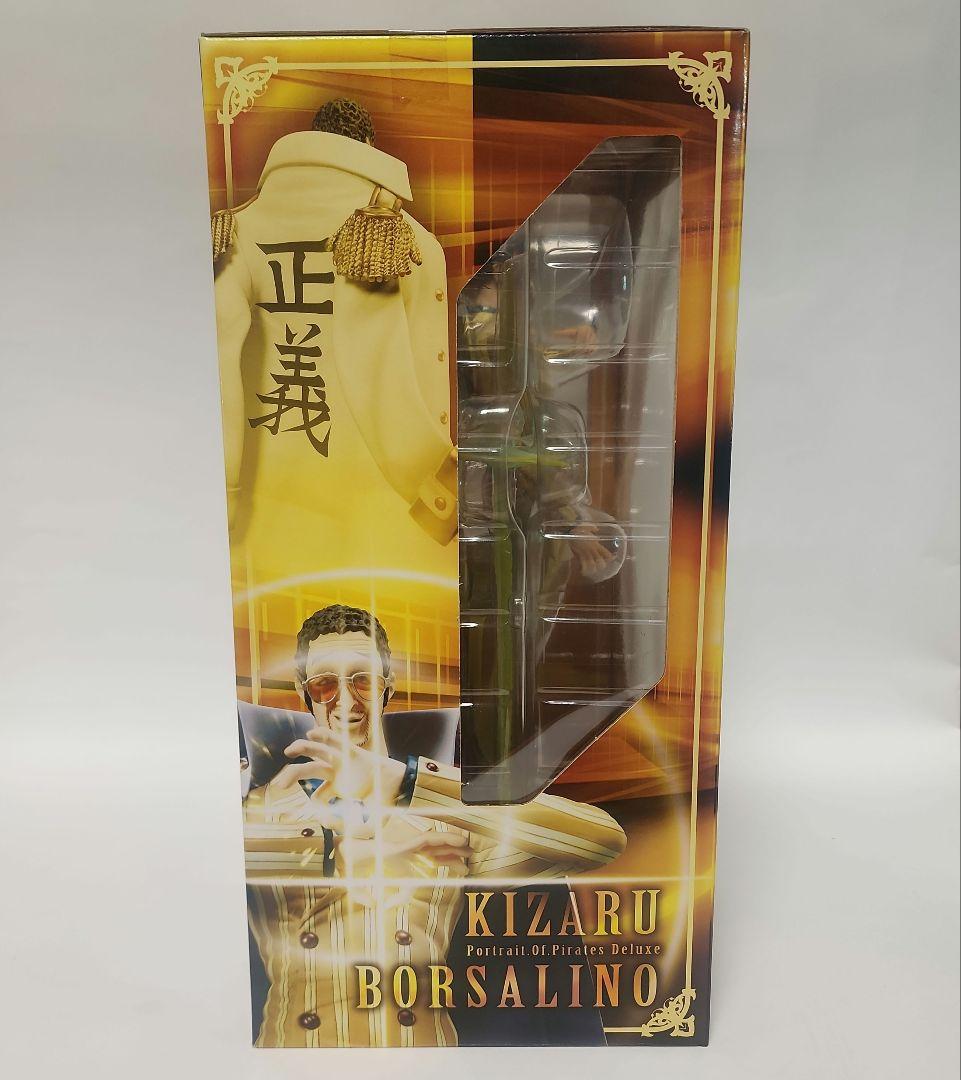 正義
KIZARU
Portrait.Of.Pirates Deluxe
BORSALINO